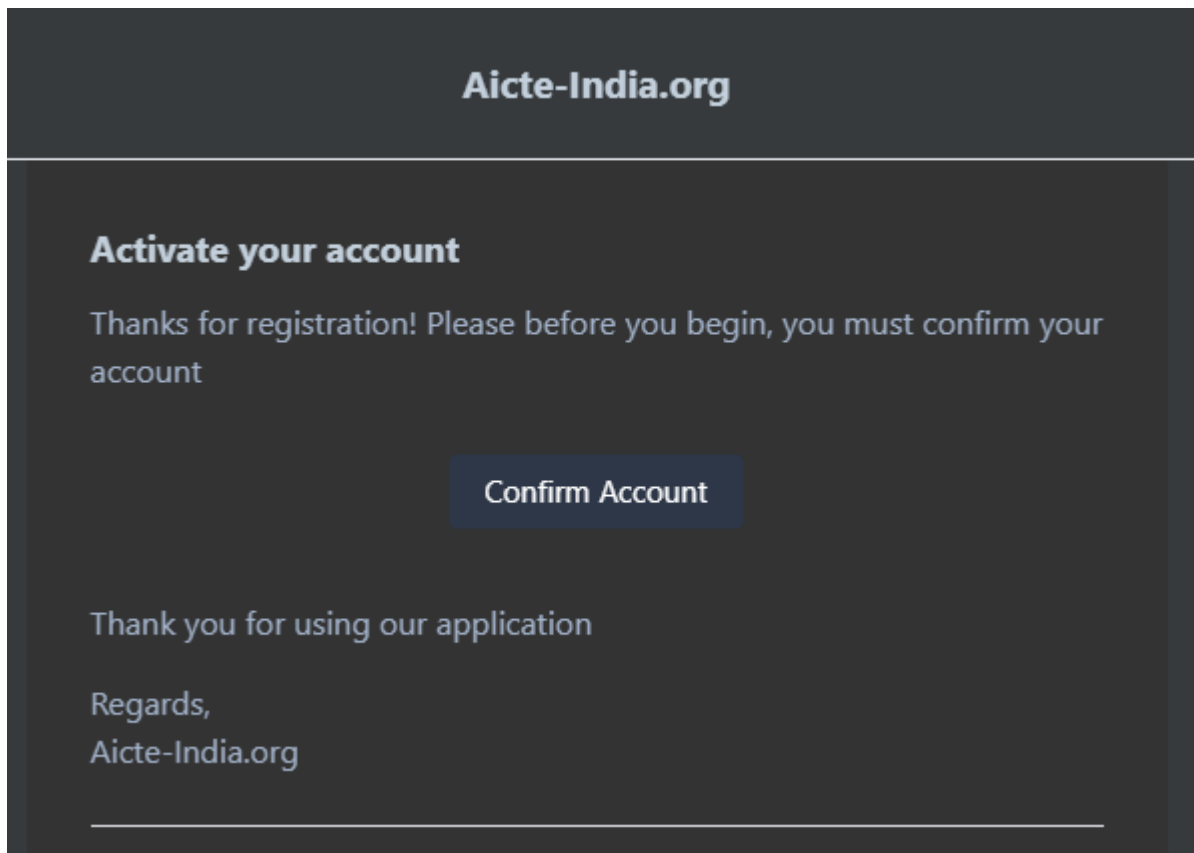 Aicte-India.org
Activate your account
Thanks for registration! Please before you begin, you must confirm your
account
Confirm Account
Thank you for using our application
Regards,
Aicte-India.org